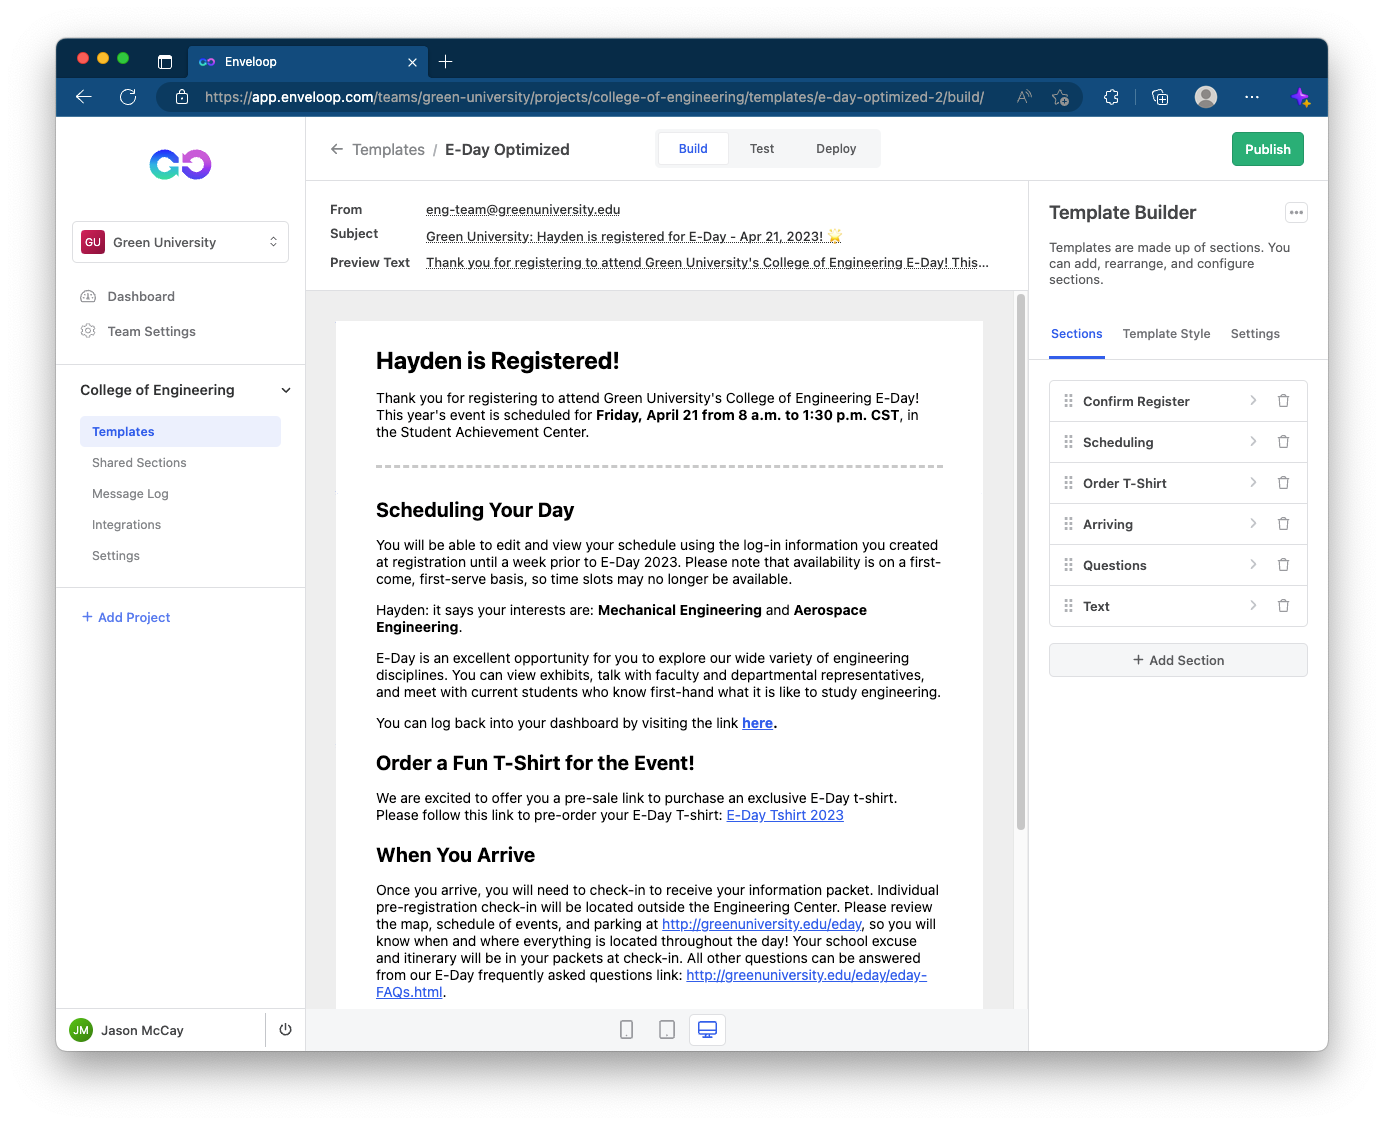 Enveloop
https://app.enveloop.com/teams/green-university/projects/college-of-engineering/templates/e-day-optimized-2/build/
GU Green University
Dashboard
Team Settings
College of Engineering
Templates
Shared Sections
Message Log
Integrations
Settings
+ Add Project
JM Jason McCay
← Templates / E-Day Optimized
Build Test Deploy
Publish
From eng-team@greenuniversity.edu
Subject Green University: Hayden is registered for E-Day - Apr 21, 2023! 🌟
Preview Text Thank you for registering to attend Green University's College of Engineering E-Day! This...
Hayden is Registered!
Thank you for registering to attend Green University's College of Engineering E-Day!
This year's event is scheduled for Friday, April 21 from 8 a.m. to 1:30 p.m. CST, in
the Student Achievement Center.
Scheduling Your Day
You will be able to edit and view your schedule using the log-in information you created
at registration until a week prior to E-Day 2023. Please note that availability is on a first-
come, first-serve basis, so time slots may no longer be available.
Hayden: it says your interests are: Mechanical Engineering and Aerospace
Engineering.
E-Day is an excellent opportunity for you to explore our wide variety of engineering
disciplines. You can view exhibits, talk with faculty and departmental representatives,
and meet with current students who know first-hand what it is like to study engineering.
You can log back into your dashboard by visiting the link here.
Order a Fun T-Shirt for the Event!
We are excited to offer you a pre-sale link to purchase an exclusive E-Day t-shirt.
Please follow this link to pre-order your E-Day T-shirt: E-Day Tshirt 2023
When You Arrive
Once you arrive, you will need to check-in to receive your information packet. Individual
pre-registration check-in will be located outside the Engineering Center. Please review
the map, schedule of events, and parking at http://greenuniversity.edu/eday, so you will
know when and where everything is located throughout the day! Your school excuse
and itinerary will be in your packets at check-in. All other questions can be answered
from our E-Day frequently asked questions link: http://greenuniversity.edu/eday/eday-
FAQs.html.
Template Builder
Templates are made up of sections. You
can add, rearrange, and configure
sections.
Sections Template Style Settings
Confirm Register
Scheduling
Order T-Shirt
Arriving
Questions
Text
+ Add Section